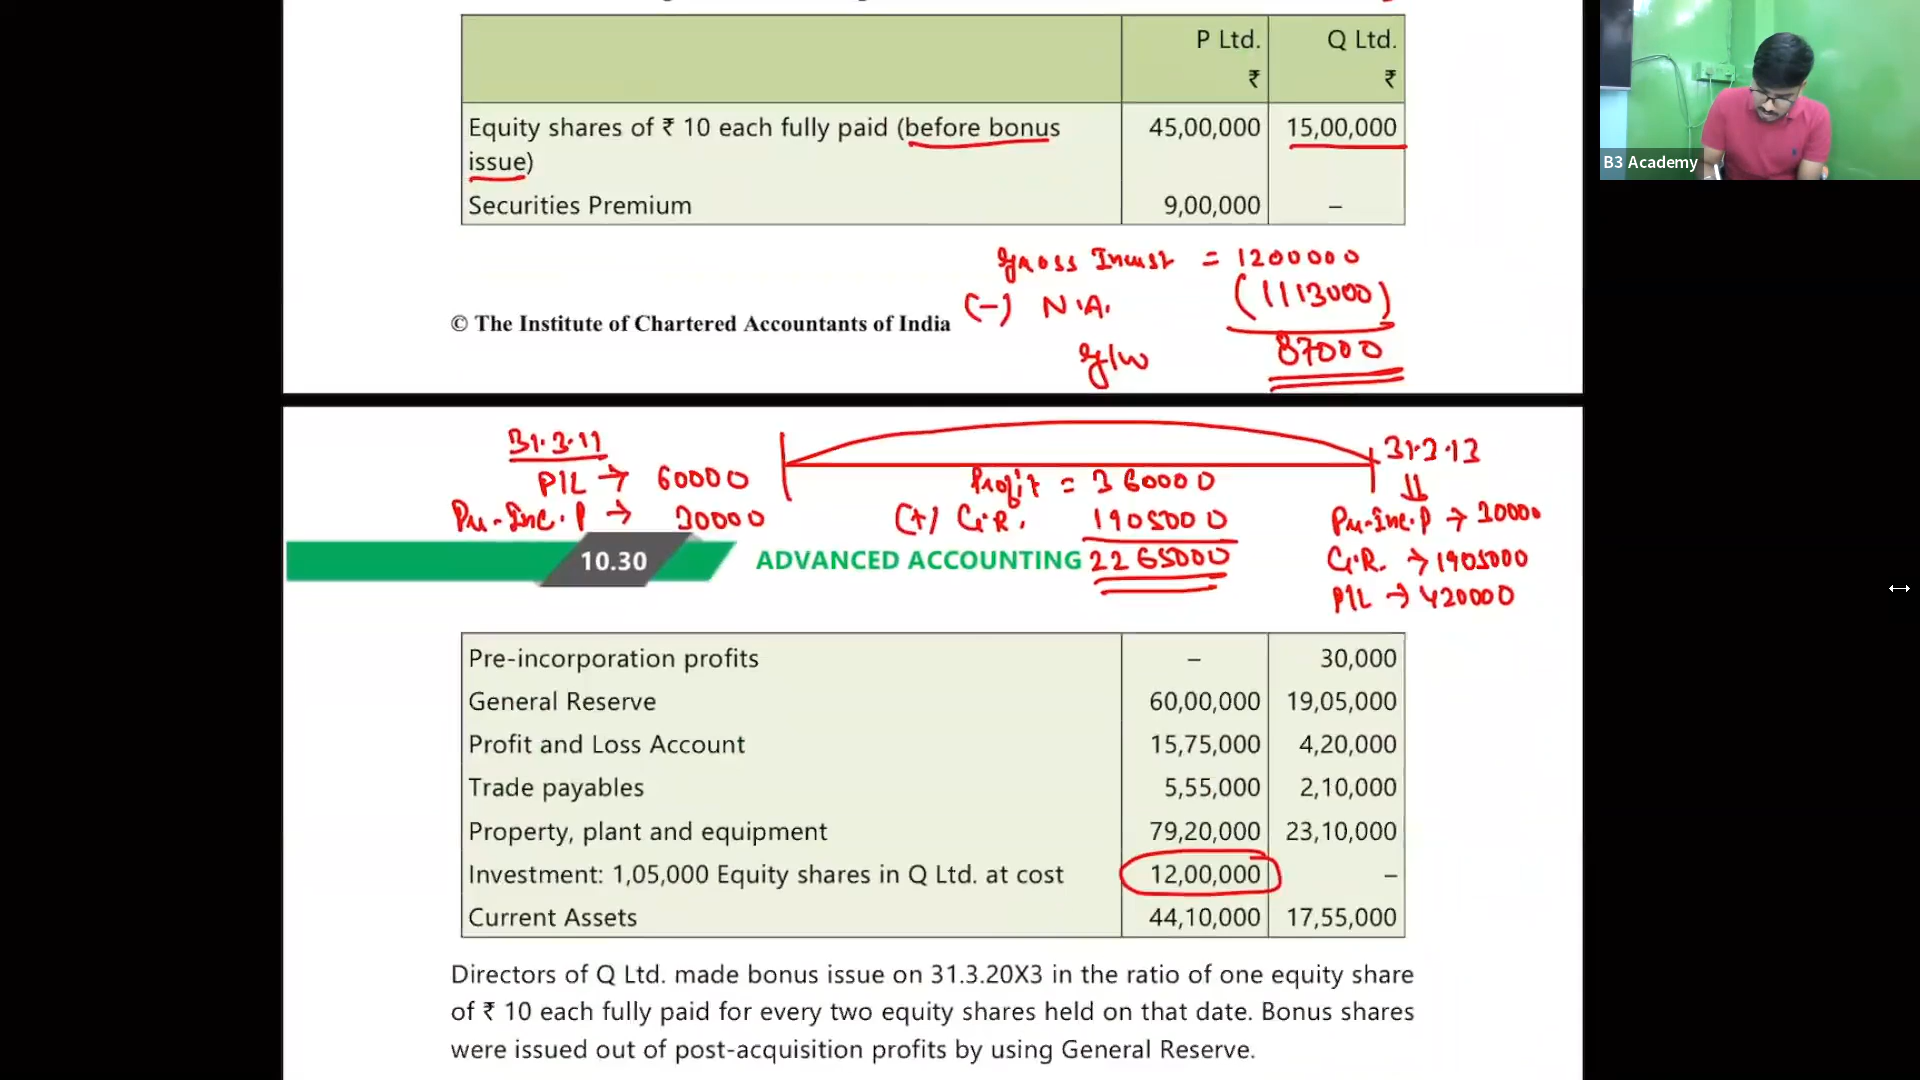 P Ltd. Q Ltd.
₹ ₹
Equity shares of ₹ 10 each fully paid (before bonus issue) 45,00,000 15,00,000
Securities Premium 9,00,000 –
B3 Academy
Gross Invest = 1200000
(-) N.A. (1113000)
G/W 87000
© The Institute of Chartered Accountants of India
31.3.11
P/L → 60000
Pre-Inc. P → 30000
Profit = 360000
(+) G.R. 1905000
2265000
31.3.13
Pre-Inc. P → 30000
G.R. → 1905000
P/L → 420000
10.30 ADVANCED ACCOUNTING
Pre-incorporation profits – 30,000
General Reserve 60,00,000 19,05,000
Profit and Loss Account 15,75,000 4,20,000
Trade payables 5,55,000 2,10,000
Property, plant and equipment 79,20,000 23,10,000
Investment: 1,05,000 Equity shares in Q Ltd. at cost 12,00,000 –
Current Assets 44,10,000 17,55,000
Directors of Q Ltd. made bonus issue on 31.3.20X3 in the ratio of one equity share
of ₹ 10 each fully paid for every two equity shares held on that date. Bonus shares
were issued out of post-acquisition profits by using General Reserve.